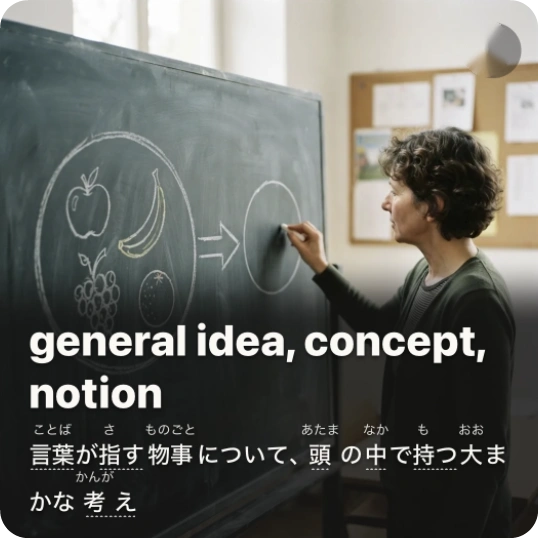 general idea, concept,
notion
ことば さ ものごと あたま なか も おお
言葉が指す物事について、頭の中で持つ大ま
かんが
かな考え